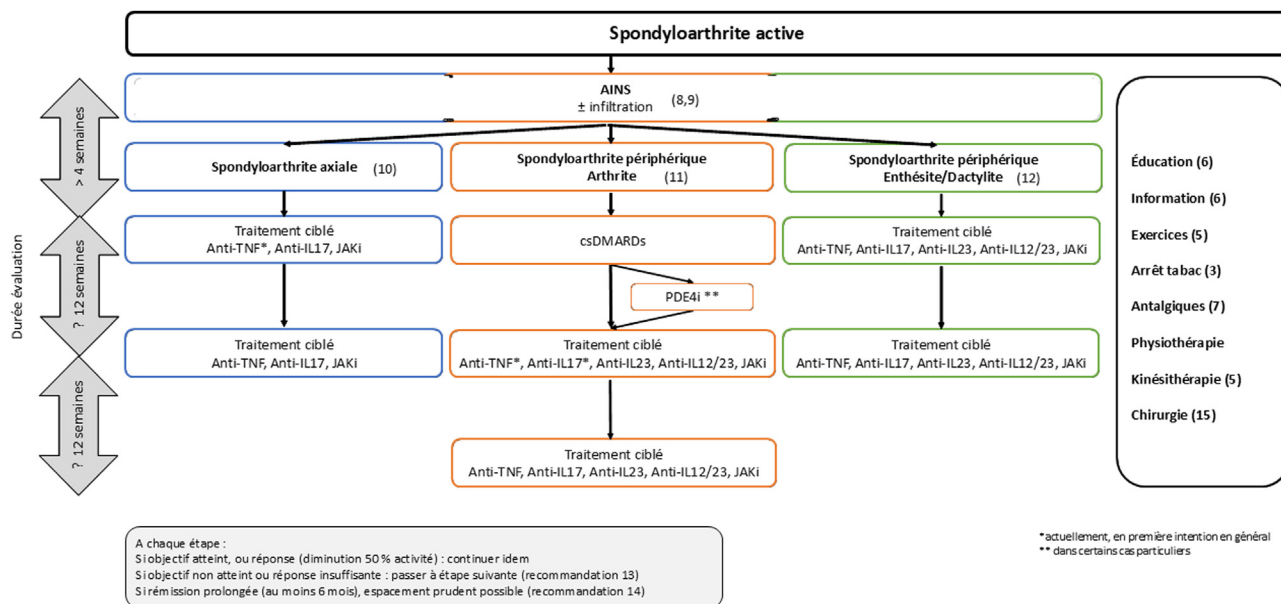 Spondyloarthrite active
AINS
± infiltration (8,9)
Spondyloarthrite axiale (10)
Spondyloarthrite périphérique
Arthrite (11)
Spondyloarthrite périphérique
Enthésite/Dactylite (12)
Traitement ciblé
Anti-TNF*, Anti-IL17, JAKi
csDMARDs
Traitement ciblé
Anti-TNF, Anti-IL17, Anti-IL23, Anti-IL12/23, JAKi
PDE4i **
Traitement ciblé
Anti-TNF, Anti-IL17, JAKi
Traitement ciblé
Anti-TNF*, Anti-IL17*, Anti-IL23, Anti-IL12/23, JAKi
Traitement ciblé
Anti-TNF, Anti-IL17, Anti-IL23, Anti-IL12/23, JAKi
Traitement ciblé
Anti-TNF, Anti-IL17, Anti-IL23, Anti-IL12/23, JAKi
Durée évaluation
> 4 semaines
? 12 semaines
? 12 semaines
Éducation (6)
Information (6)
Exercices (5)
Arrêt tabac (3)
Antalgiques (7)
Physiothérapie
Kinésithérapie (5)
Chirurgie (15)
A chaque étape :
Si objectif atteint, ou réponse (diminution 50 % activité) : continuer idem
Si objectif non atteint ou réponse insuffisante : passer à étape suivante (recommandation 13)
Si rémission prolongée (au moins 6 mois), espacement prudent possible (recommandation 14)
*actuellement, en première intention en général
** dans certains cas particuliers